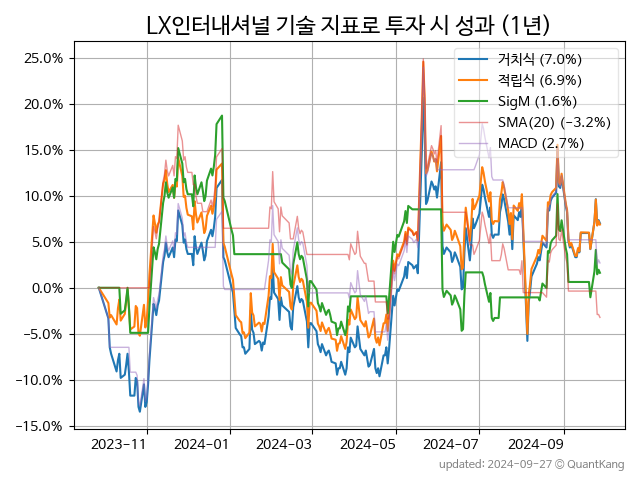 LX인터내셔널 기술 지표로 투자 시 성과 (1년)
거치식 (7.0%)
적립식 (6.9%)
SigM (1.6%)
SMA(20) (−3.2%)
MACD (2.7%)
25.0%
20.0%
15.0%
10.0%
5.0%
0.0%
−5.0%
−10.0%
−15.0%
2023−11 2024−01 2024−03 2024−05 2024−07 2024−09
updated: 2024-09-27 © QuantKang